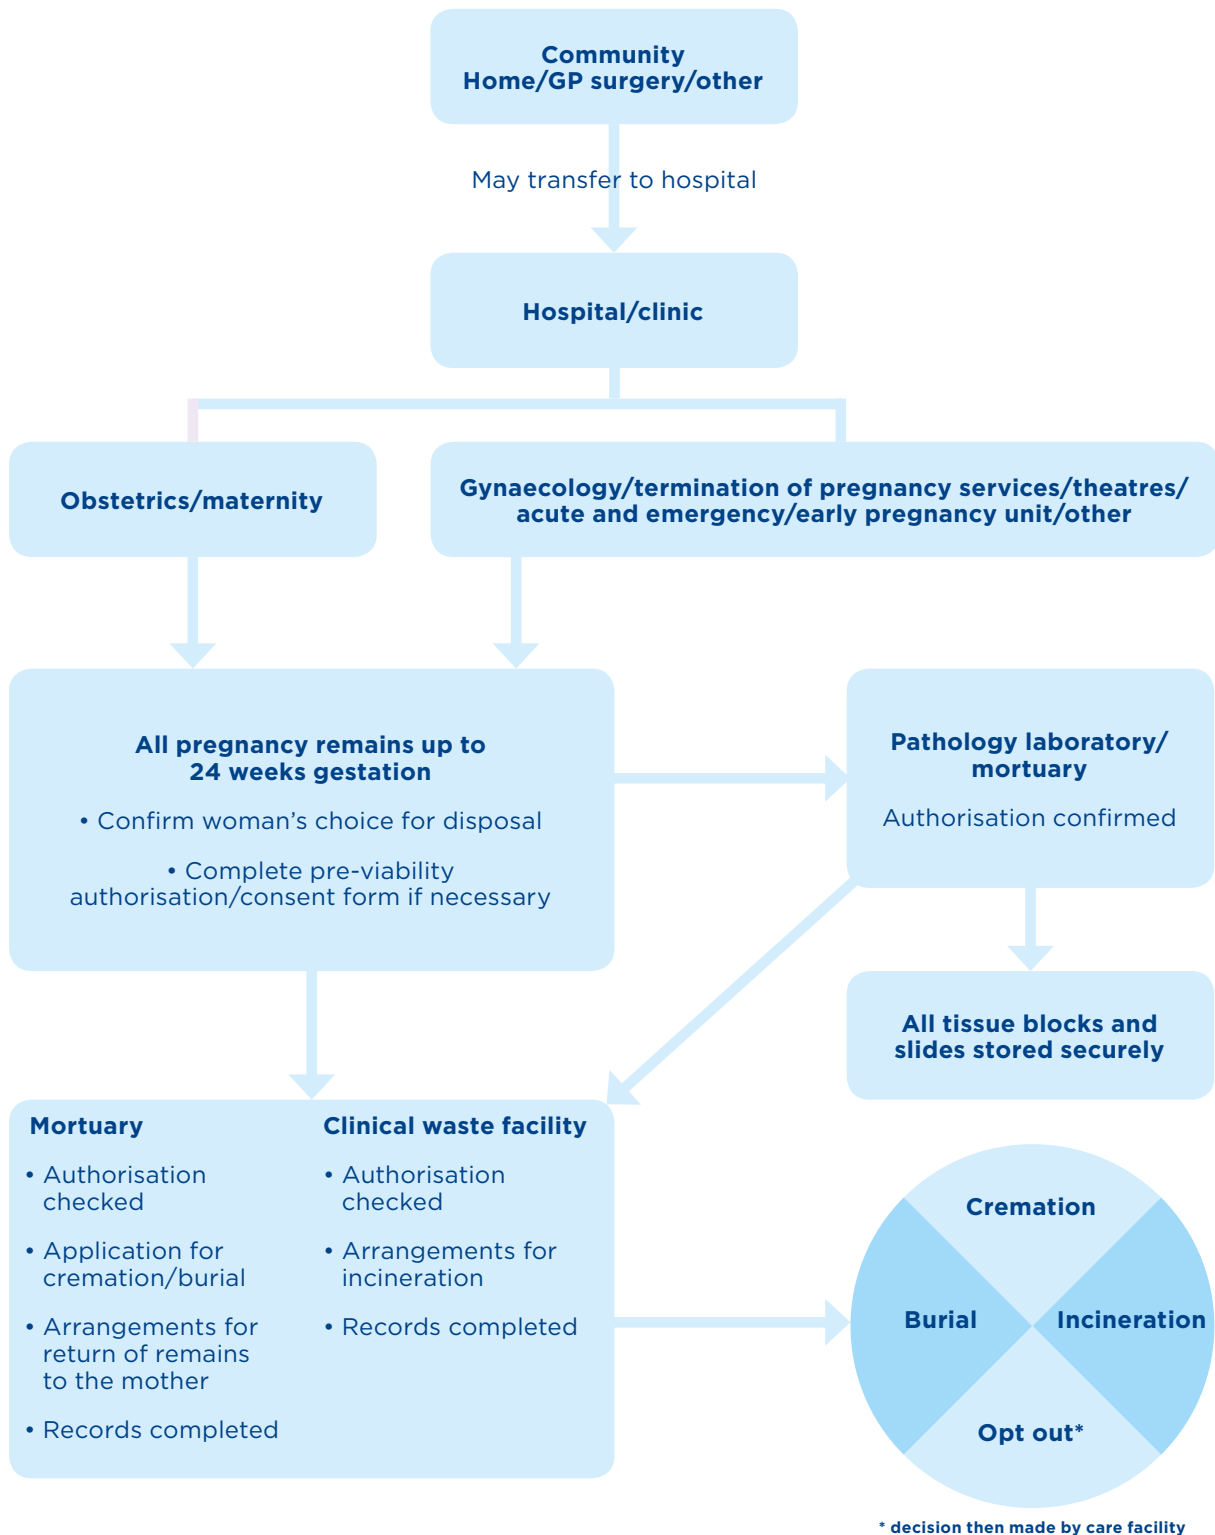 Community
Home/GP surgery/other
May transfer to hospital
Hospital/clinic
Obstetrics/maternity
Gynaecology/termination of pregnancy services/theatres/
acute and emergency/early pregnancy unit/other
All pregnancy remains up to
24 weeks gestation
• Confirm woman’s choice for disposal
• Complete pre-viability
authorisation/consent form if necessary
Pathology laboratory/
mortuary
Authorisation confirmed
All tissue blocks and
slides stored securely
Mortuary
• Authorisation
checked
• Application for
cremation/burial
• Arrangements for
return of remains
to the mother
• Records completed
Clinical waste facility
• Authorisation
checked
• Arrangements for
incineration
• Records completed
Cremation
Burial
Incineration
Opt out*
* decision then made by care facility